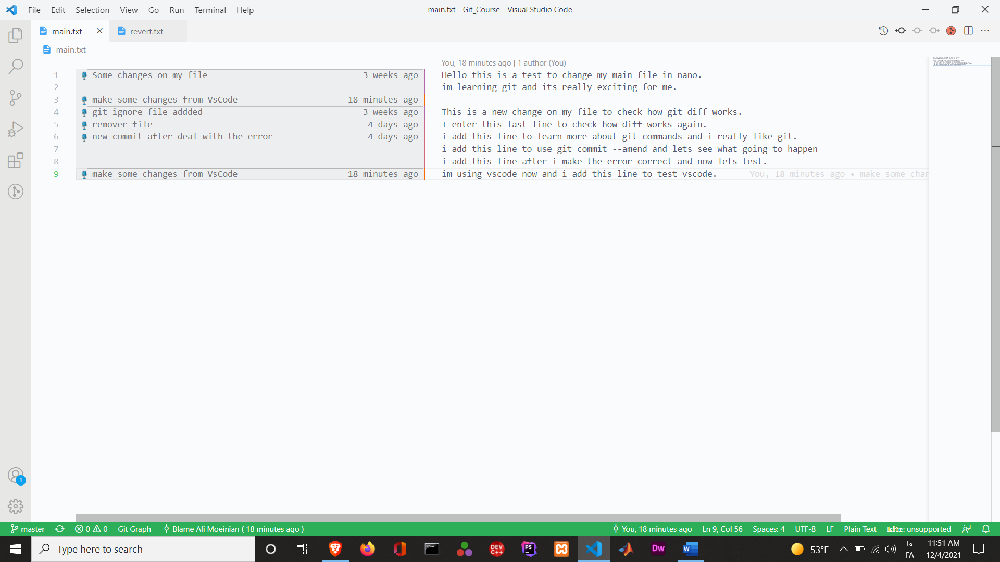 File Edit Selection View Go Run Terminal Help
main.txt - Git_Course - Visual Studio Code
main.txt
revert.txt
main.txt
You, 18 minutes ago | 1 author (You)
1 Some changes on my file 3 weeks ago Hello this is a test to change my main file in nano.
2 im learning git and its really exciting for me.
3 make some changes from VsCode 18 minutes ago
4 git ignore file addded 3 weeks ago This is a new change on my file to check how git diff works.
5 remover file 4 days ago I enter this last line to check how diff works again.
6 new commit after deal with the error 4 days ago i add this line to learn more about git commands and i really like git.
7 i add this line to use git commit --amend and lets see what going to happen
8 i add this line after i make the error correct and now lets test.
9 make some changes from VsCode 18 minutes ago im using vscode now and i add this line to test vscode. You, 18 minutes ago • make some char
1
master 0 0 Git Graph Blame Ali Moeinian ( 18 minutes ago ) You, 18 minutes ago Ln 9, Col 56 Spaces: 4 UTF-8 LF Plain Text kite: unsupported
Type here to search
DEV C++
PS
Dw
W
53°F
فا
FA
11:51 AM
12/4/2021